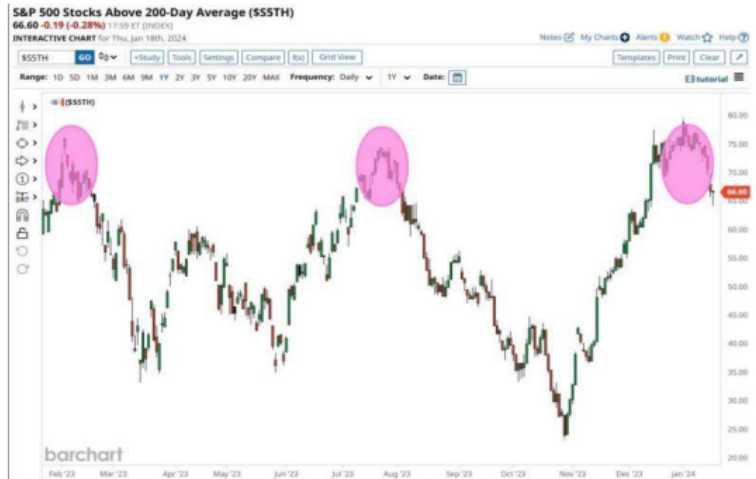 S&P 500 Stocks Above 200-Day Average ($S5TH)
66.60 -0.19 (-0.28%) 17:59 ET [INDEX]
INTERACTIVE CHART for Thu, Jan 18th, 2024
Notes My Charts Alerts Watch Help
$S5TH GO +Study Tools Settings Compare f(x) Grid View Templates Print Clear
Range: 1D 5D 1M 3M 6M 9M 1Y 2Y 3Y 5Y 10Y 20Y MAX Frequency: Daily 1Y Date: tutorial
($S5TH)
80.00
75.00
70.00
66.60
65.00
60.00
55.00
50.00
45.00
40.00
35.00
30.00
25.00
20.00
barchart
Feb '23 Mar '23 Apr '23 May '23 Jun '23 Jul '23 Aug '23 Sep '23 Oct '23 Nov '23 Dec '23 Jan '24